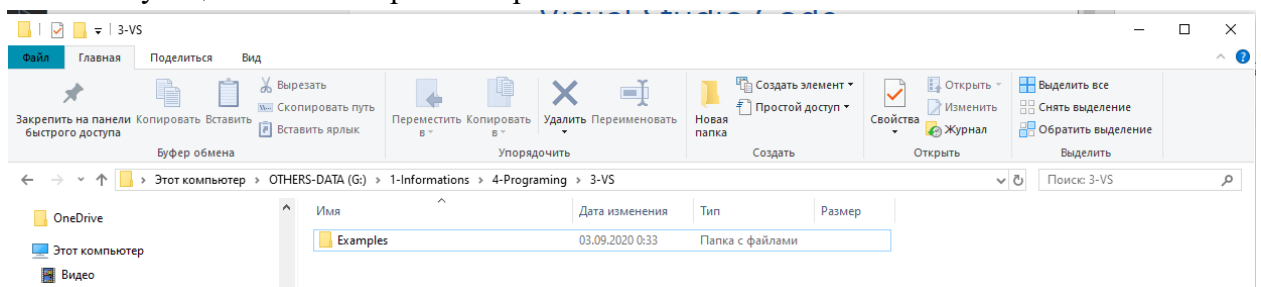 3-VS
Файл Главная Поделиться Вид
Закрепить на панели быстрого доступа
Копировать
Вставить
Вырезать
Скопировать путь
Вставить ярлык
Буфер обмена
Переместить в
Копировать в
Удалить
Переименовать
Упорядочить
Новая папка
Создать элемент
Простой доступ
Создать
Свойства
Открыть
Изменить
Журнал
Открыть
Выделить все
Снять выделение
Обратить выделение
Выделить
Этот компьютер > OTHERS-DATA (G:) > 1-Informations > 4-Programing > 3-VS
Поиск: 3-VS
OneDrive
Этот компьютер
Видео
Имя Дата изменения Тип Размер
Examples 03.09.2020 0:33 Папка с файлами